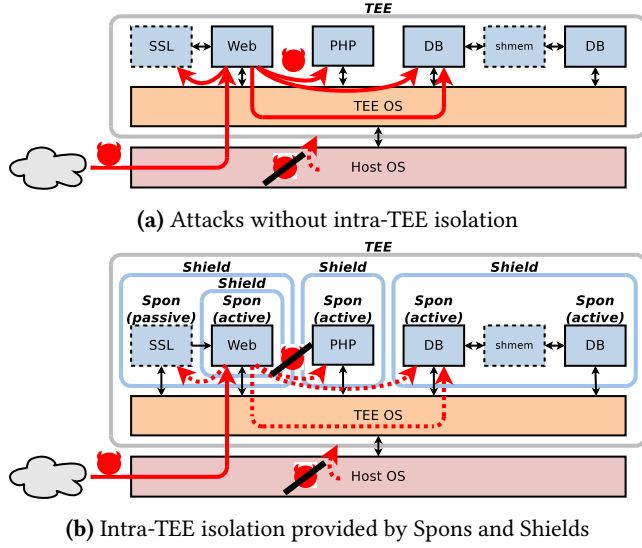 TEE
SSL Web PHP DB shmem DB
TEE OS
Host OS
(a) Attacks without intra-TEE isolation
TEE
Shield Shield Shield
Shield
Spon (passive) Spon (active) Spon (active) Spon (active) Spon (active)
SSL Web PHP DB shmem DB
TEE OS
Host OS
(b) Intra-TEE isolation provided by Spons and Shields